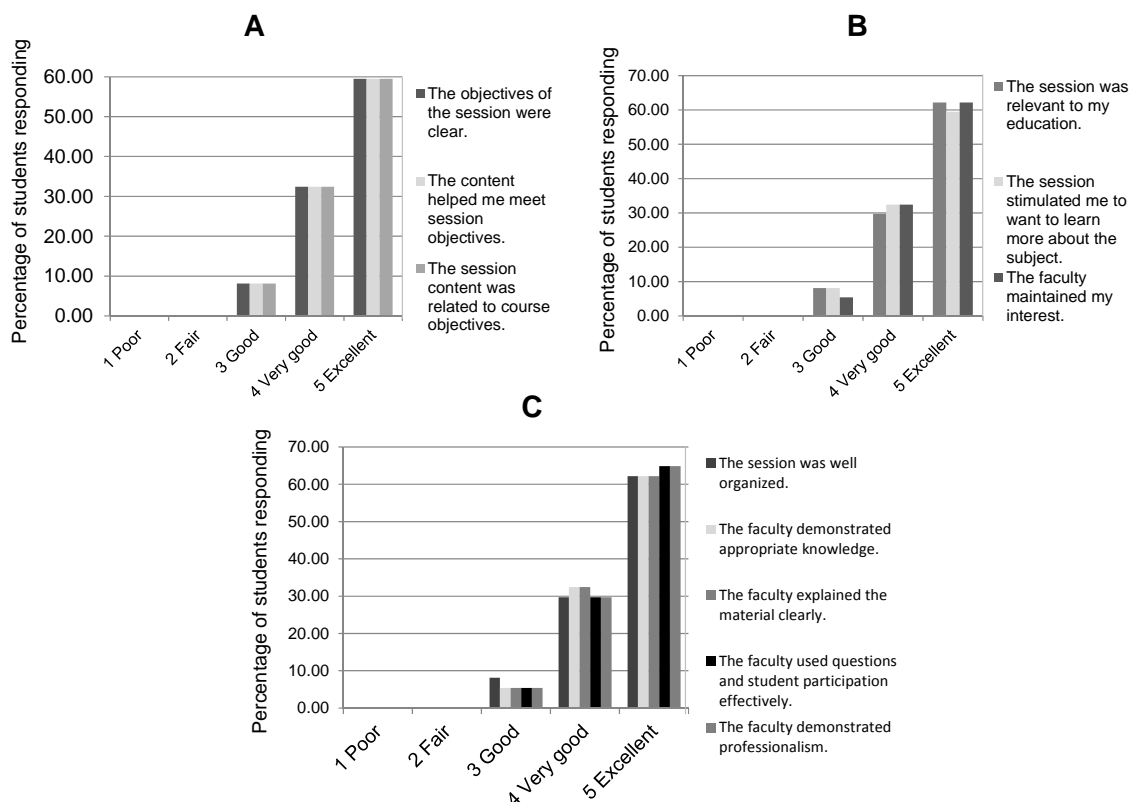 A
Percentage of students responding
60.00
50.00
40.00
30.00
20.00
10.00
0.00
1 Poor
2 Fair
3 Good
4 Very good
5 Excellent
The objectives of
the session were
clear.
The content
helped me meet
session
objectives.
The session
content was
related to course
objectives.
B
Percentage of students responding
70.00
60.00
50.00
40.00
30.00
20.00
10.00
0.00
1 Poor
2 Fair
3 Good
4 Very good
5 Excellent
The session was
relevant to my
education.
The session
stimulated me to
want to learn
more about the
subject.
The faculty
maintained my
interest.
C
Percentage of students responding
70.00
60.00
50.00
40.00
30.00
20.00
10.00
0.00
1 Poor
2 Fair
3 Good
4 Very good
5 Excellent
The session was well
organized.
The faculty demonstrated
appropriate knowledge.
The faculty explained the
material clearly.
The faculty used questions
and student participation
effectively.
The faculty demonstrated
professionalism.